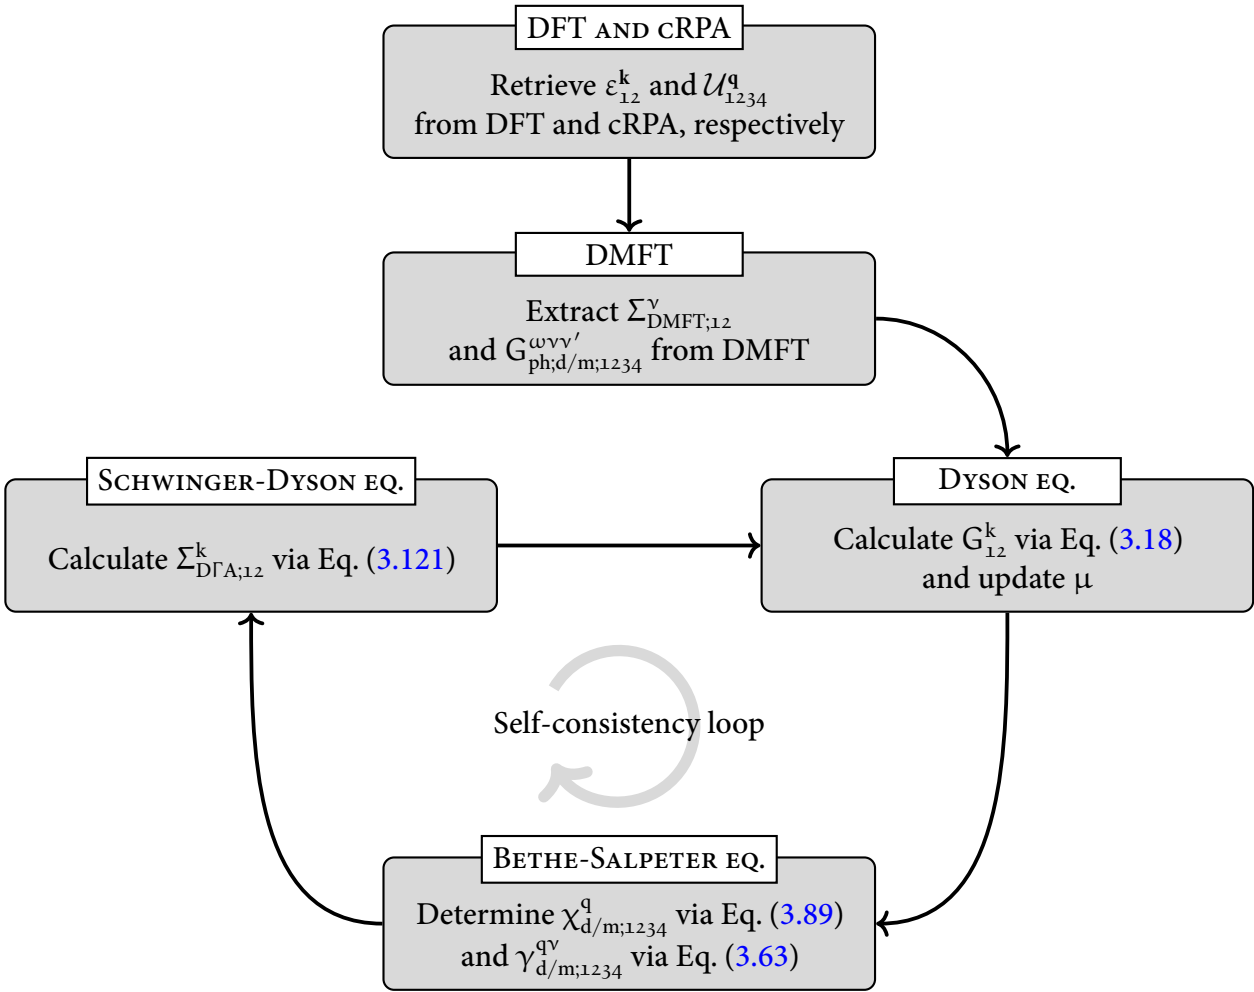 DFT AND CRPA
Retrieve ε^k_12 and 𝒰^q_1234
from DFT and cRPA, respectively
DMFT
Extract Σ^ν_DMFT;12
and G^ωνν′_ph;d/m;1234 from DMFT
SCHWINGER-DYSON EQ.
Calculate Σ^k_DΓA;12 via Eq. (3.121)
DYSON EQ.
Calculate G^k_12 via Eq. (3.18)
and update μ
Self-consistency loop
BETHE-SALPETER EQ.
Determine χ^q_d/m;1234 via Eq. (3.89)
and γ^qν_d/m;1234 via Eq. (3.63)